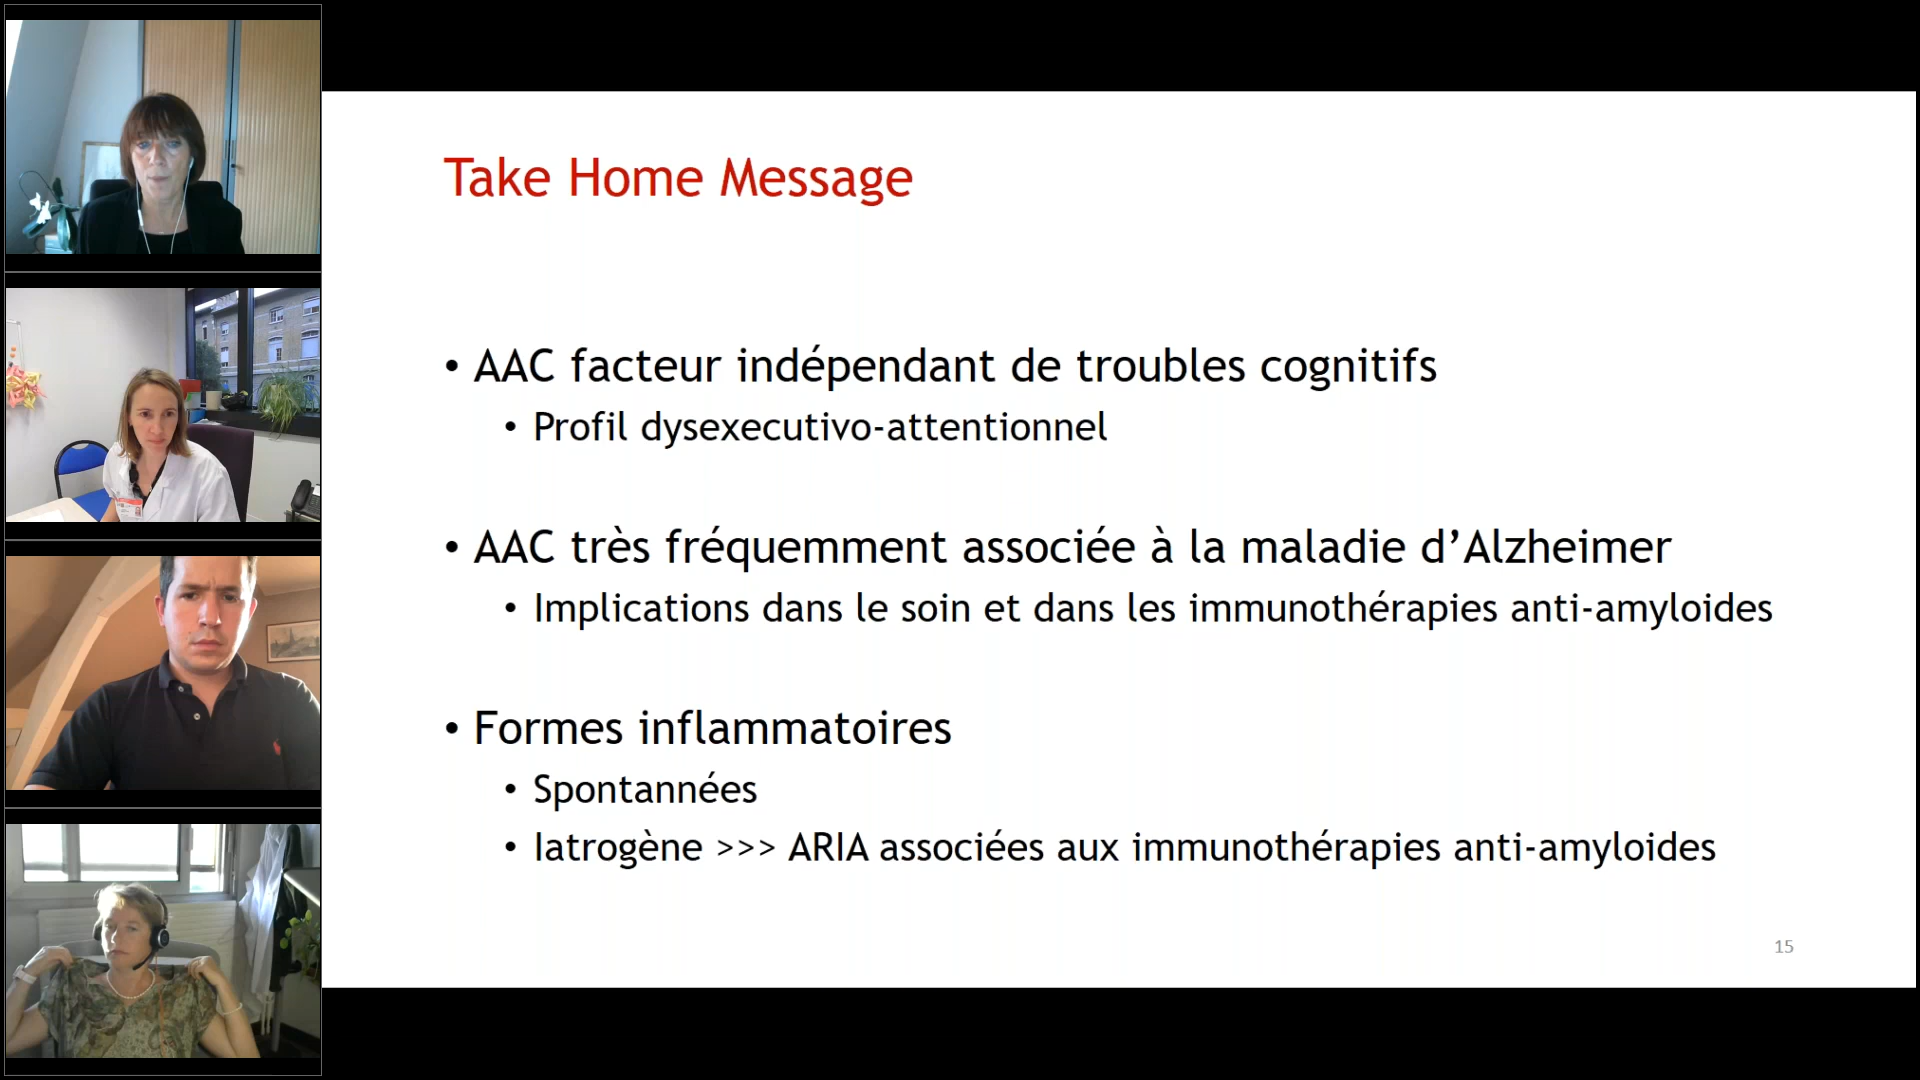 Take Home Message
• AAC facteur indépendant de troubles cognitifs
• Profil dysexecutivo-attentionnel
• AAC très fréquemment associée à la maladie d’Alzheimer
• Implications dans le soin et dans les immunothérapies anti-amyloides
• Formes inflammatoires
• Spontannées
• Iatrogène >>> ARIA associées aux immunothérapies anti-amyloides
15